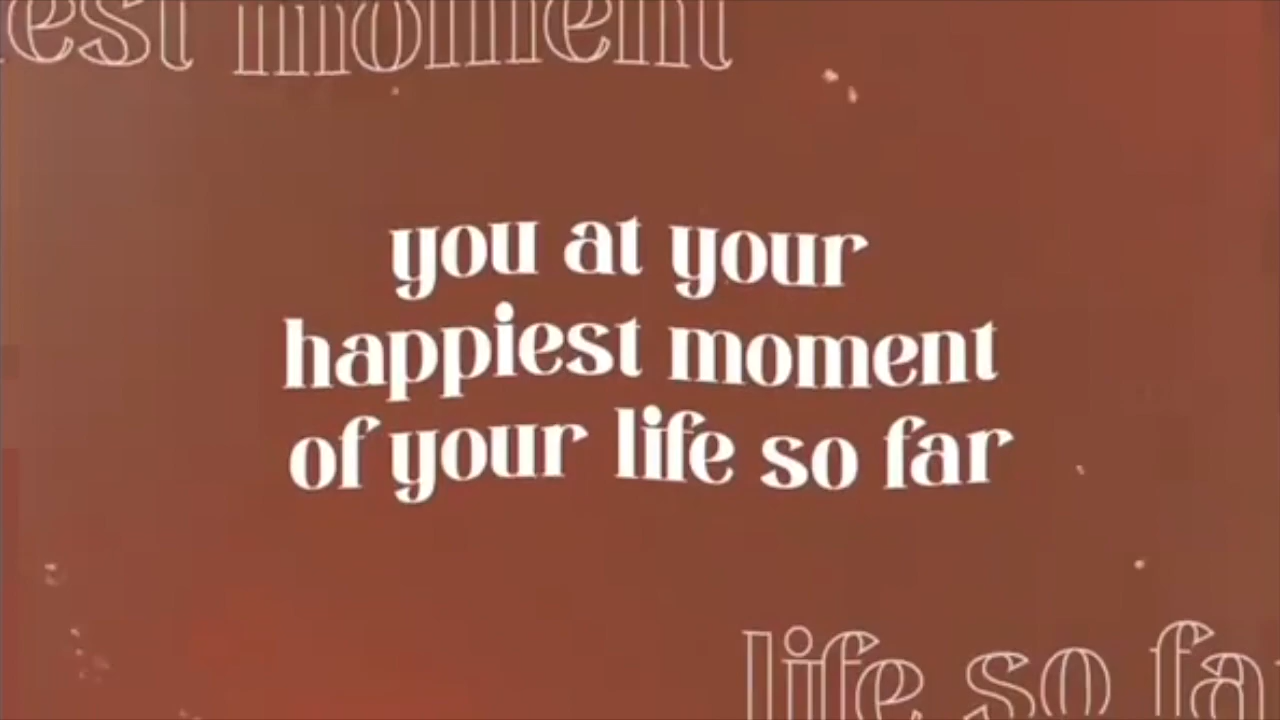 est moment
you at your
happiest moment
of your life so far
life so fa